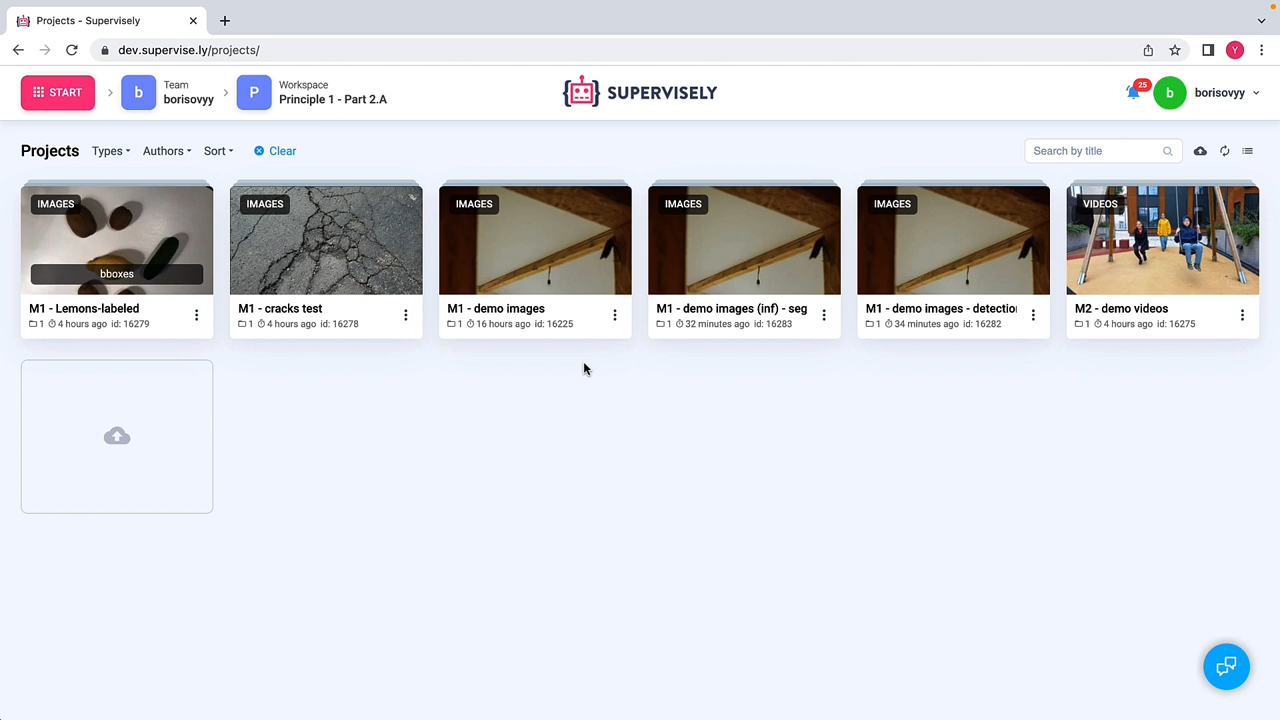 Projects - Supervisely
dev.supervise.ly/projects/
Y
START
b
Team
borisovyy
P
Workspace
Principle 1 - Part 2.A
SUPERVISELY
25
b
borisovyy
Projects
Types
Authors
Sort
Clear
Search by title
IMAGES
bboxes
M1 - Lemons-labeled
1 4 hours ago id: 16279
IMAGES
M1 - cracks test
1 4 hours ago id: 16278
IMAGES
M1 - demo images
1 16 hours ago id: 16225
IMAGES
M1 - demo images (inf) - seg
1 32 minutes ago id: 16283
IMAGES
M1 - demo images - detection
1 34 minutes ago id: 16282
VIDEOS
M2 - demo videos
1 4 hours ago id: 16275